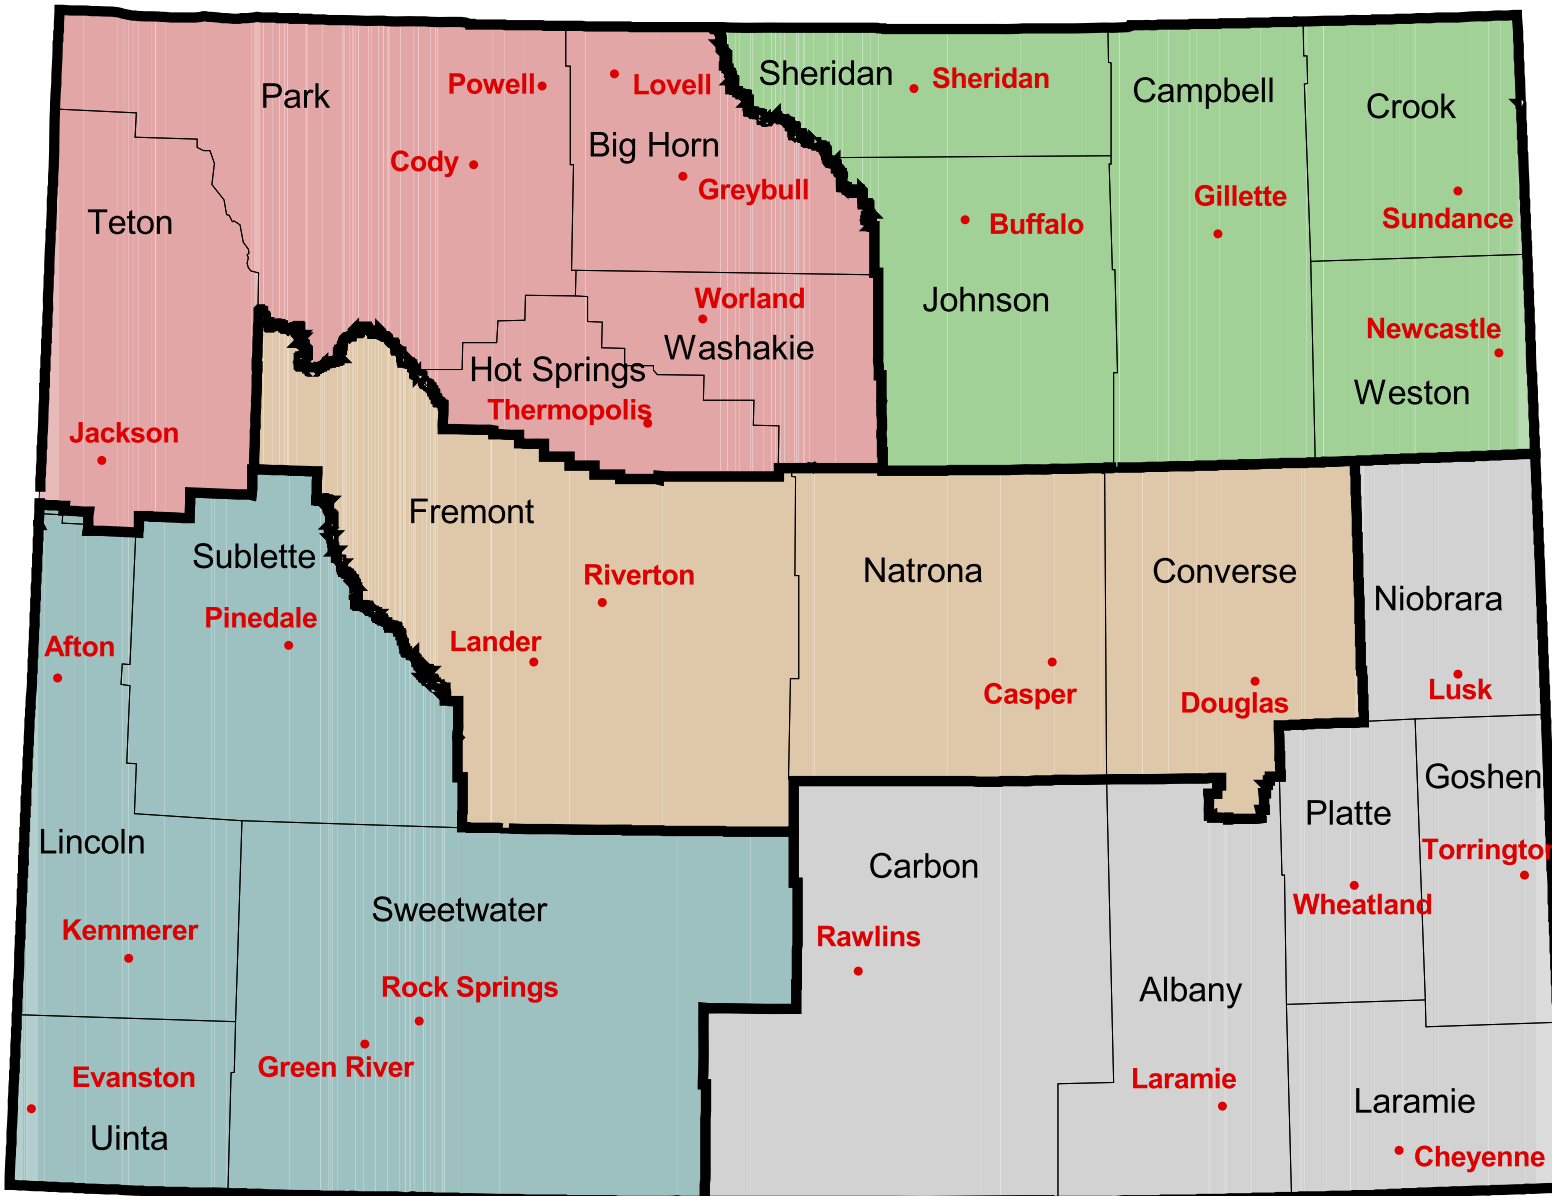 Park
Powell
Lovell
Sheridan
Sheridan
Campbell
Crook
Big Horn
Cody
Greybull
Teton
Buffalo
Gillette
Sundance
Worland
Johnson
Newcastle
Washakie
Hot Springs
Thermopolis
Weston
Jackson
Fremont
Sublette
Riverton
Natrona
Converse
Niobrara
Pinedale
Afton
Lander
Casper
Douglas
Lusk
Goshen
Platte
Lincoln
Carbon
Torrington
Wheatland
Sweetwater
Kemmerer
Rawlins
Rock Springs
Albany
Green River
Evanston
Laramie
Laramie
Uinta
Cheyenne